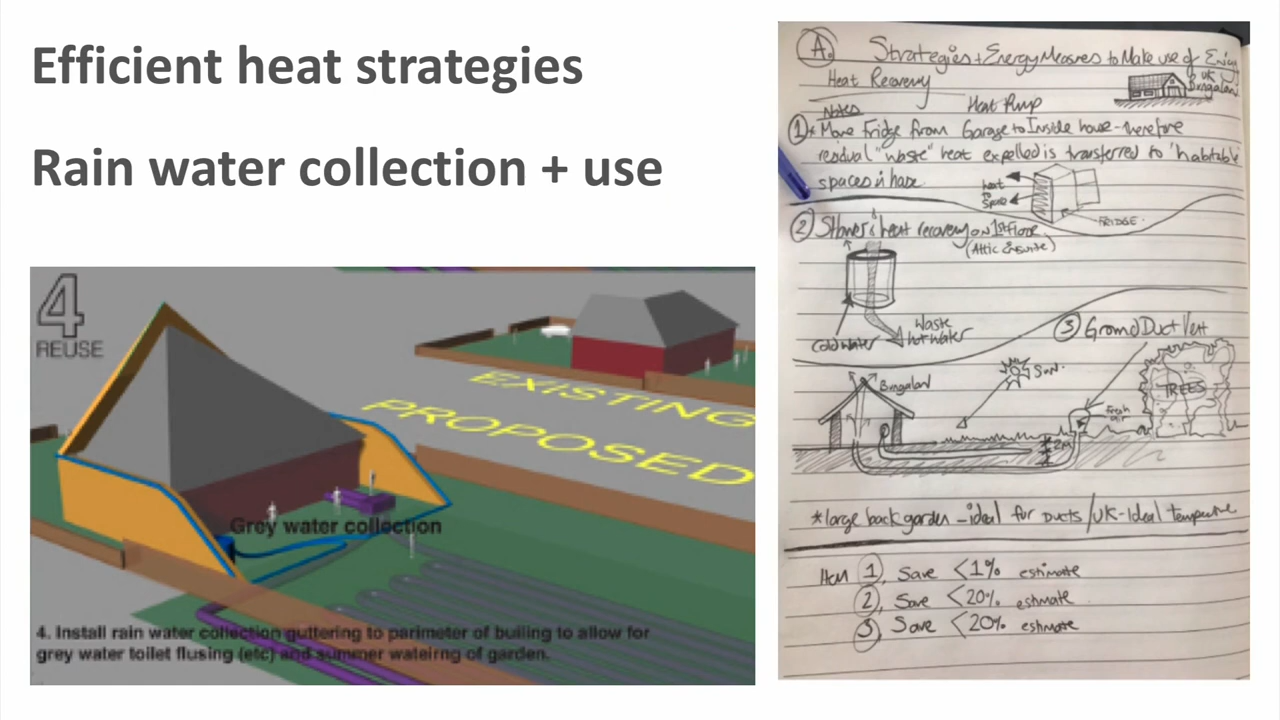 Efficient heat strategies
Rain water collection + use
4
REUSE
EXISTING
PROPOSED
Grey water collection
4. Install rain water collection guttering to parimeter of builing to allow for
grey water toilet flusing (etc) and summer wateirng of garden.
A. Strategies + Energy Measures to Make use of
Heat Recovery
UK
Bungalow
Notes
Heat Pump
1 * Move Fridge from Garage to Inside house - therefore
residual "waste" heat expelled is transferred to 'habitable
spaces in
heat
to
Space
FRIDGE
2 heat recovery on 1st floor
(Attic Ensuite)
Cold water
Waste
hot water
3 Ground Duct Vent
Sun
Bungalow
TREES
Fresh
air
2m
*large back garden - ideal for Ducts / UK - Ideal temperature
1, Save <1% estimate
2, Save <20% estimate
3 Save <20% estimate